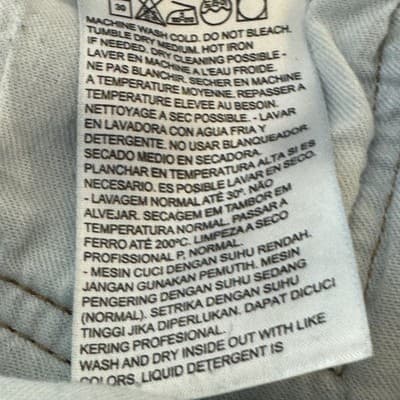 30
MACHINE WASH COLD. DO NOT BLEACH.
TUMBLE DRY MEDIUM. HOT IRON
IF NEEDED. DRY CLEANING POSSIBLE -
LAVER EN MACHINE A L'EAU FROIDE.
NE PAS BLANCHIR. SECHER EN MACHINE
A TEMPERATURE MOYENNE. REPASSER A
TEMPERATURE ELEVEE AU BESOIN.
NETTOYAGE A SEC POSSIBLE. - LAVAR
EN LAVADORA CON AGUA FRIA Y
DETERGENTE. NO USAR BLANQUEADOR.
SECADO MEDIO EN SECADORA.
PLANCHAR EN TEMPERATURA ALTA SI ES
NECESARIO. ES POSIBLE LAVAR EN SECO.
- LAVAGEM NORMAL ATÉ 30º. NÃO
ALVEJAR. SECAGEM EM TAMBOR EM
TEMPERATURA NORMAL. PASSAR A
FERRO ATÉ 200ºC. LIMPEZA A SECO
PROFISSIONAL P, NORMAL.
- MESIN CUCI DENGAN SUHU RENDAH.
JANGAN GUNAKAN PEMUTIH. MESIN
PENGERING DENGAN SUHU SEDANG
(NORMAL). SETRIKA DENGAN SUHU
TINGGI JIKA DIPERLUKAN. DAPAT DICUCI
KERING PROFESIONAL.
WASH AND DRY INSIDE OUT WITH LIKE
COLORS. LIQUID DETERGENT IS